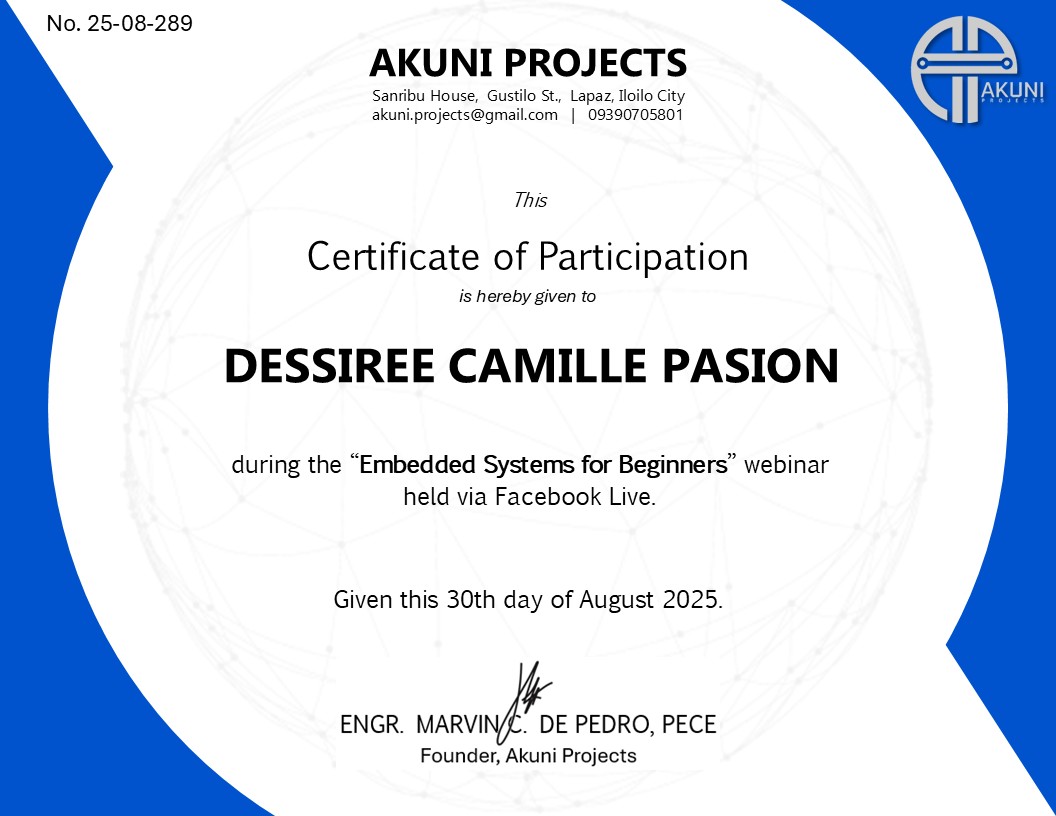 No. 25-08-289
AKUNI PROJECTS
Sanribu House, Gustilo St., Lapaz, Iloilo City
akuni.projects@gmail.com | 09390705801
AKUNI
PROJECTS
This
Certificate of Participation
is hereby given to
DESSIREE CAMILLE PASION
during the “Embedded Systems for Beginners” webinar
held via Facebook Live.
Given this 30th day of August 2025.
ENGR. MARVIN C. DE PEDRO, PECE
Founder, Akuni Projects